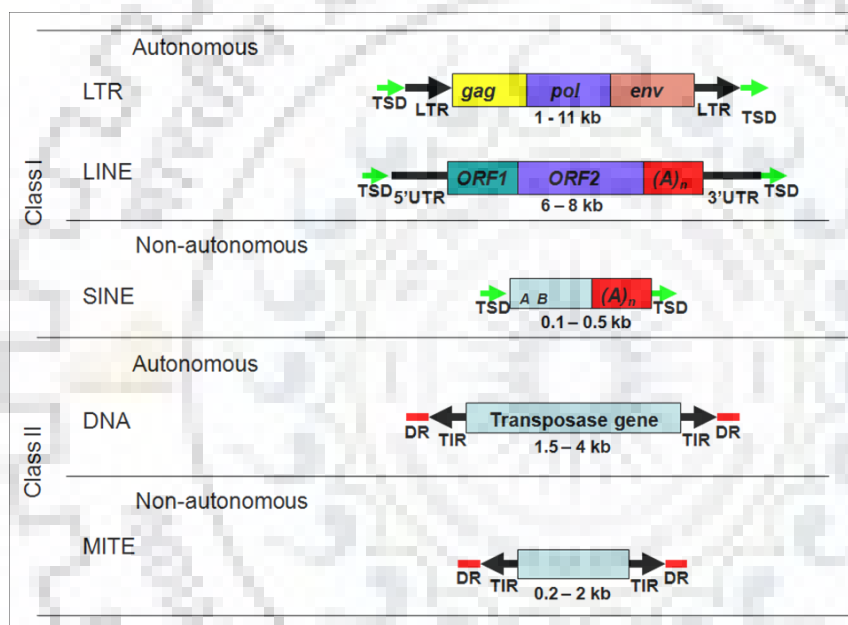 Class I
Autonomous
LTR
TSD LTR gag pol env LTR TSD
1 - 11 kb
LINE
TSD 5'UTR ORF1 ORF2 (A)n 3'UTR TSD
6 – 8 kb
Non-autonomous
SINE
TSD A B (A)n TSD
0.1 – 0.5 kb
Class II
Autonomous
DNA
DR TIR Transposase gene TIR DR
1.5 – 4 kb
Non-autonomous
MITE
DR TIR TIR DR
0.2 – 2 kb